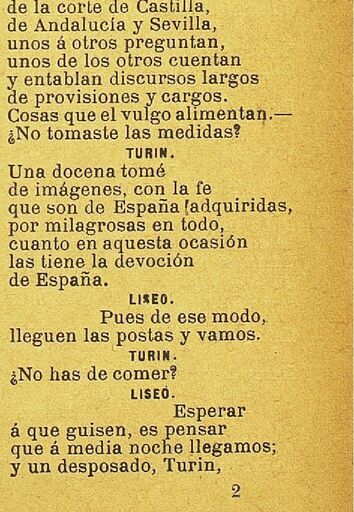 de la corte de Castilla,
de Andalucía y Sevilla,
unos á otros preguntan,
unos de los otros cuentan
y entablan discursos largos
de provisiones y cargos.
Cosas que el vulgo alimentan.—
¿No tomaste las medidas?
TURIN.
Una docena tomé
de imágenes, con la fe
que son de España adquiridas,
por milagrosas en todo,
cuanto en aquesta ocasión
las tiene la devoción
de España.
LISEO.
Pues de ese modo,
lleguen las postas y vamos.
TURIN.
¿No has de comer?
LISEO.
Esperar
á que guisen, es pensar
que á media noche llegamos;
y un desposado, Turin,
2